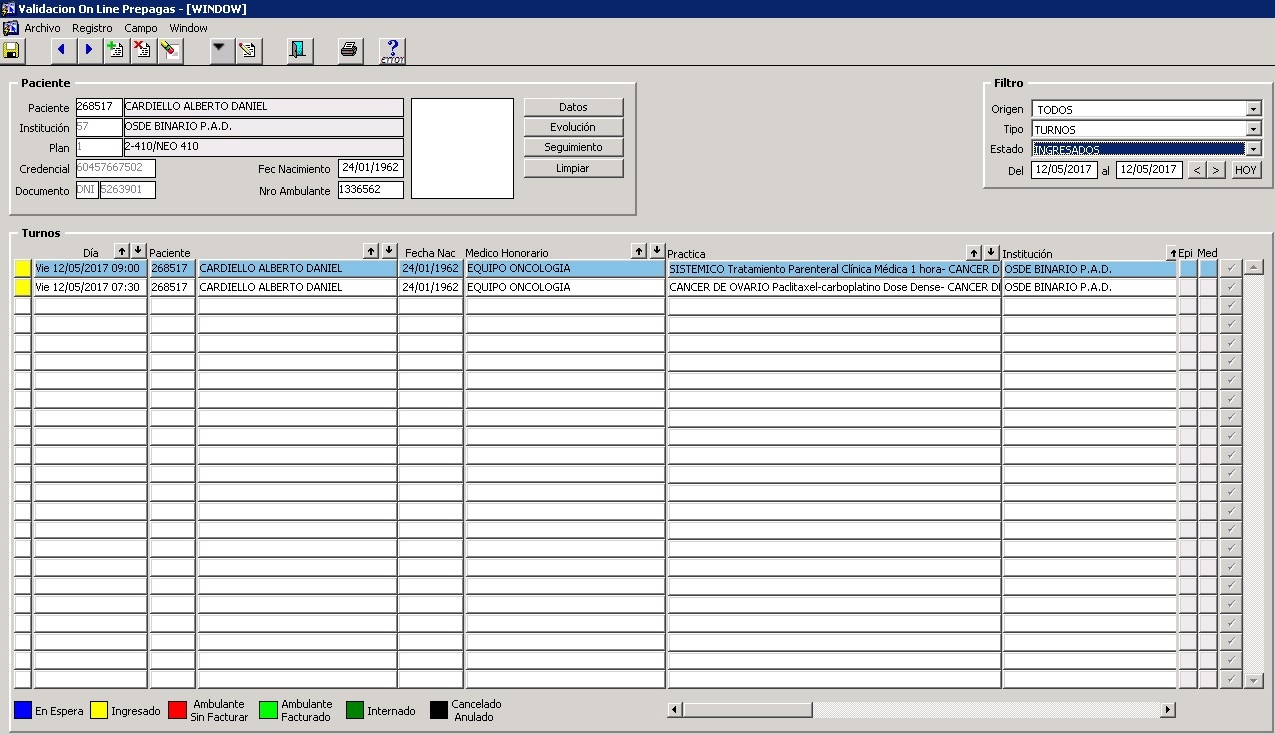 Validacion On Line Prepagas - [WINDOW]
Archivo Registro Campo Window
error
Paciente
Paciente 268517 CARDIELLO ALBERTO DANIEL
Institución 57 OSDE BINARIO P.A.D.
Plan 1 2-410/NEO 410
Credencial 60457667502 Fec Nacimiento 24/01/1962
Documento DNI 5263901 Nro Ambulante 1336562
Datos
Evolución
Seguimiento
Limpiar
Filtro
Origen TODOS
Tipo TURNOS
Estado INGRESADOS
Del 12/05/2017 al 12/05/2017 < > HOY
Turnos
Día Paciente Fecha Nac Medico Honorario Practica Institución Epi Med
Vie 12/05/2017 09:00 268517 CARDIELLO ALBERTO DANIEL 24/01/1962 EQUIPO ONCOLOGIA SISTEMICO Tratamiento Parenteral Clínica Médica 1 hora- CANCER D OSDE BINARIO P.A.D.
Vie 12/05/2017 07:30 268517 CARDIELLO ALBERTO DANIEL 24/01/1962 EQUIPO ONCOLOGIA CANCER DE OVARIO Paclitaxel-carboplatino Dose Dense- CANCER DE OSDE BINARIO P.A.D.
En Espera
Ingresado
Ambulante
Sin Facturar
Ambulante
Facturado
Internado
Cancelado
Anulado